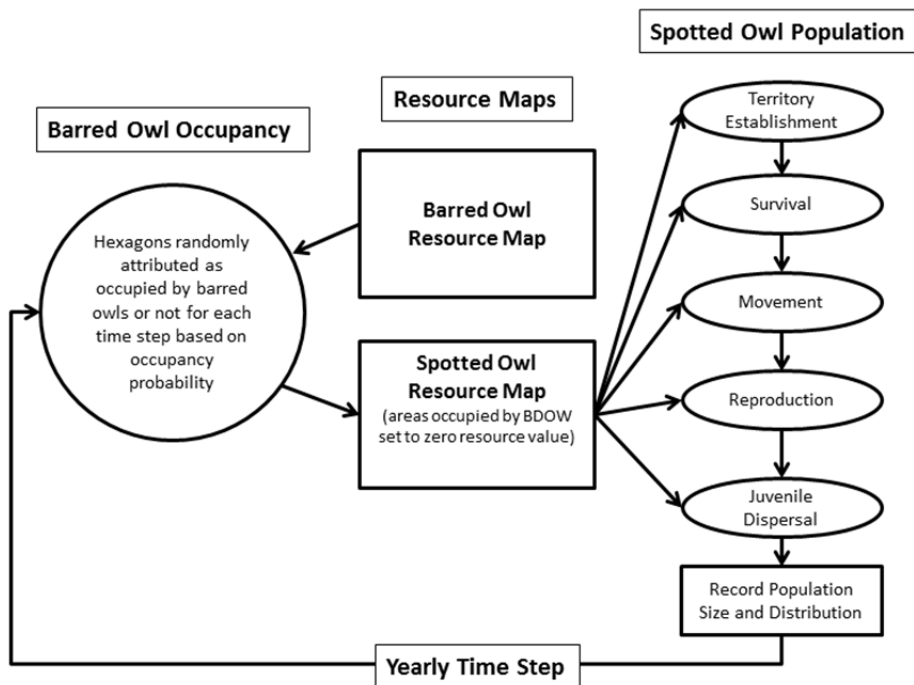 Spotted Owl Population
Resource Maps
Barred Owl Occupancy
Hexagons randomly
attributed as
occupied by barred
owls or not for each
time step based on
occupancy
probability
Barred Owl
Resource Map
Spotted Owl
Resource Map
(areas occupied by BDOW
set to zero resource value)
Territory
Establishment
Survival
Movement
Reproduction
Juvenile
Dispersal
Record Population
Size and Distribution
Yearly Time Step